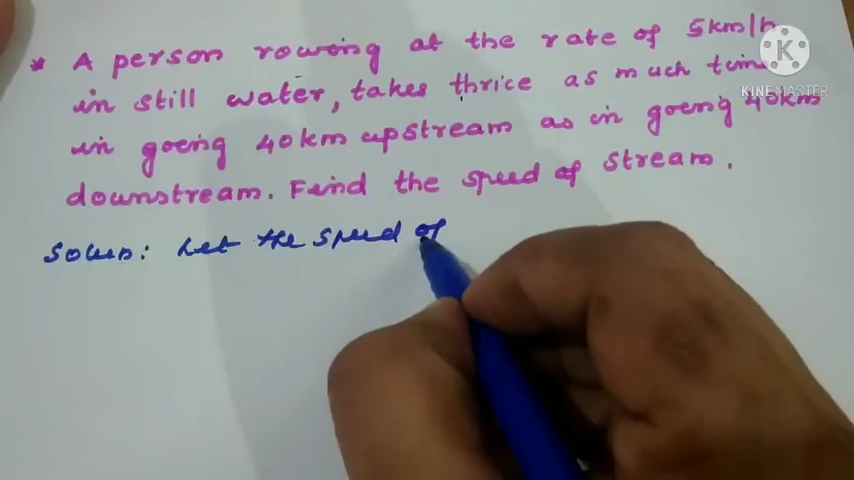 * A person rowing at the rate of 5km/h
in still water, takes thrice as much time
in going 40km upstream as in going 40km
downstream. Find the speed of stream.
Soln: Let the speed of
K
KINEMASTER